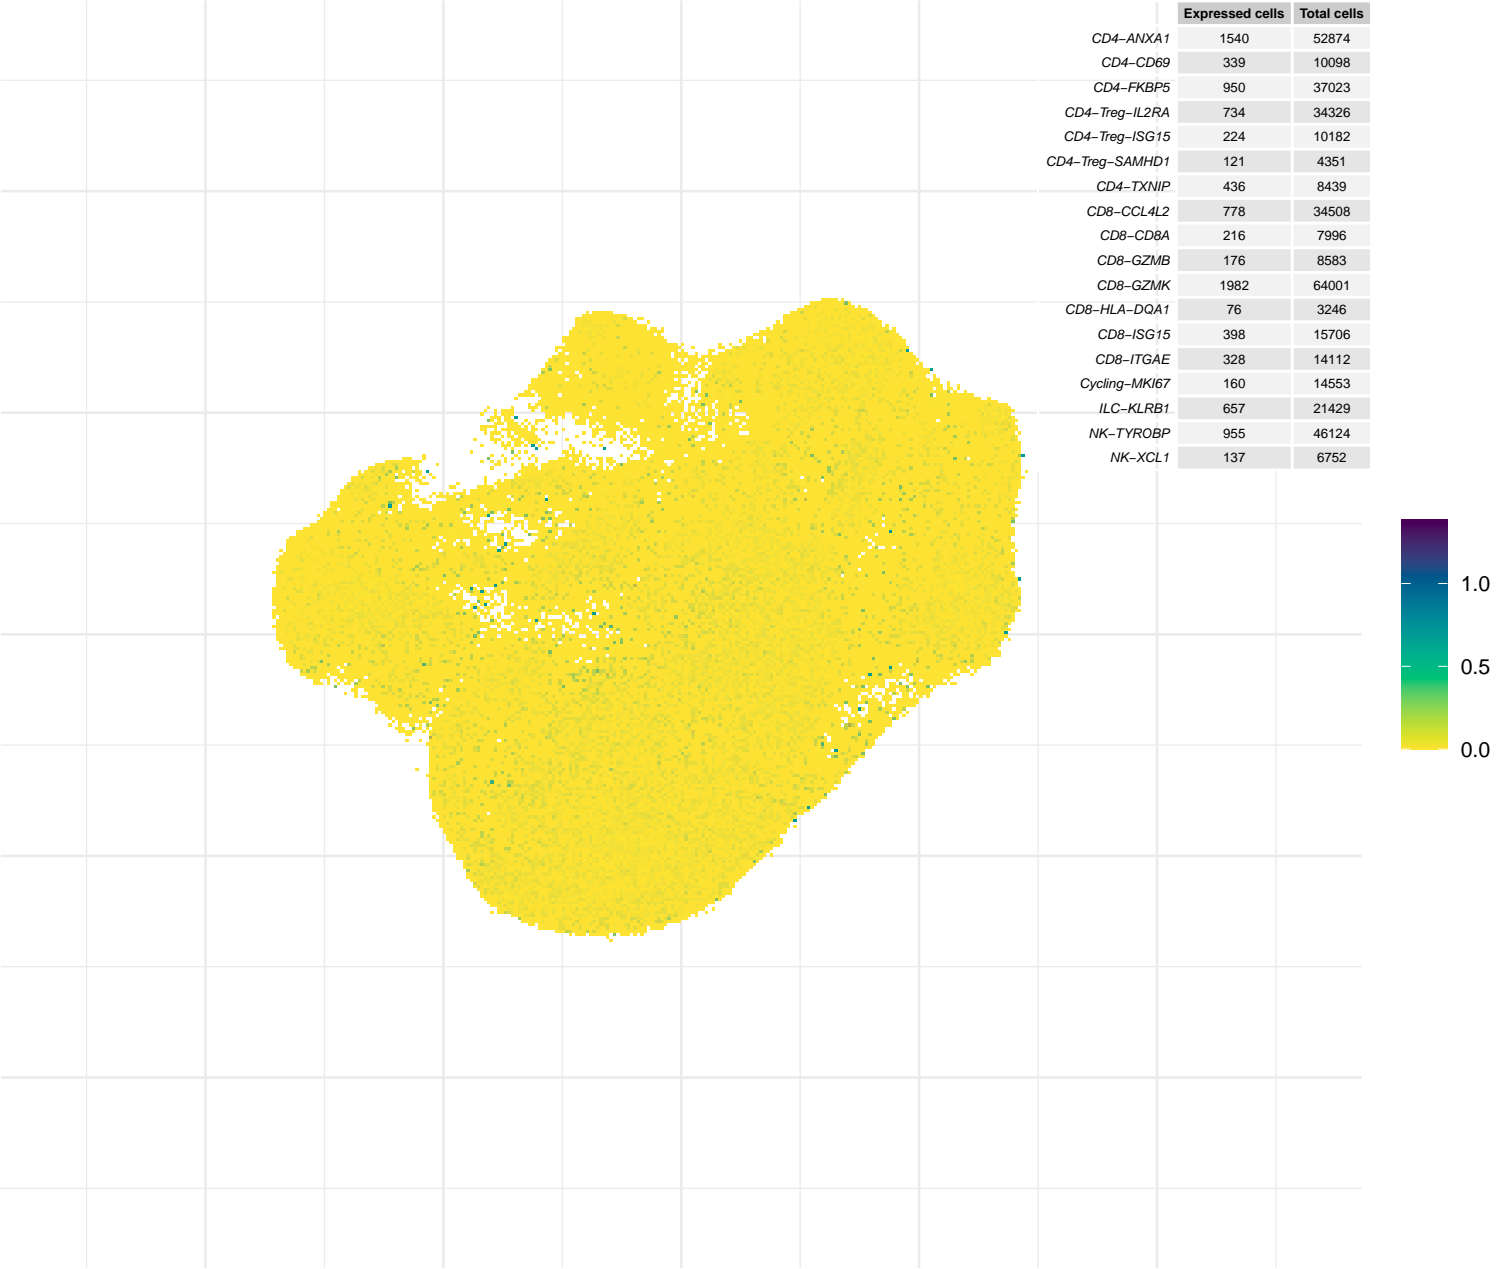 Expressed cells Total cells
CD4−ANXA1 1540 52874
CD4−CD69 339 10098
CD4−FKBP5 950 37023
CD4−Treg−IL2RA 734 34326
CD4−Treg−ISG15 224 10182
CD4−Treg−SAMHD1 121 4351
CD4−TXNIP 436 8439
CD8−CCL4L2 778 34508
CD8−CD8A 216 7996
CD8−GZMB 176 8583
CD8−GZMK 1982 64001
CD8−HLA−DQA1 76 3246
CD8−ISG15 398 15706
CD8−ITGAE 328 14112
Cycling−MKI67 160 14553
ILC−KLRB1 657 21429
NK−TYROBP 955 46124
NK−XCL1 137 6752
1.0
0.5
0.0